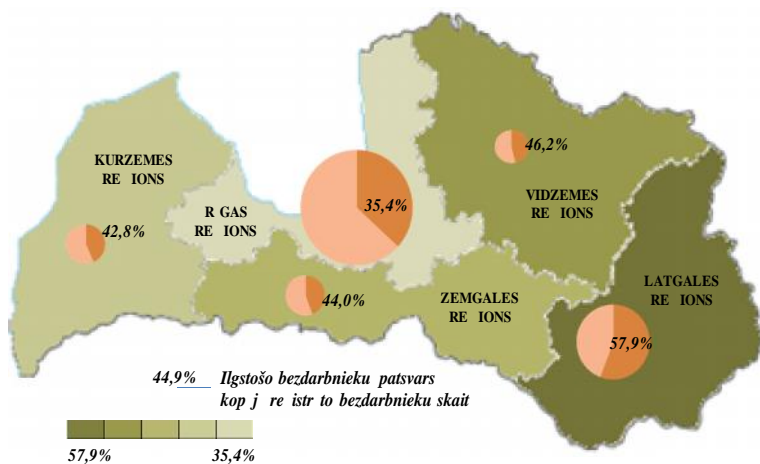 KURZEMES
RE IONS
42,8%
R GAS
RE IONS
35,4%
46,2%
VIDZEMES
RE IONS
44,0%
ZEMGALES
RE IONS
LATGALES
RE IONS
57,9%
44,9% Ilgstošo bezdarbnieku patsvars
kop j re istr to bezdarbnieku skait
57,9% 35,4%